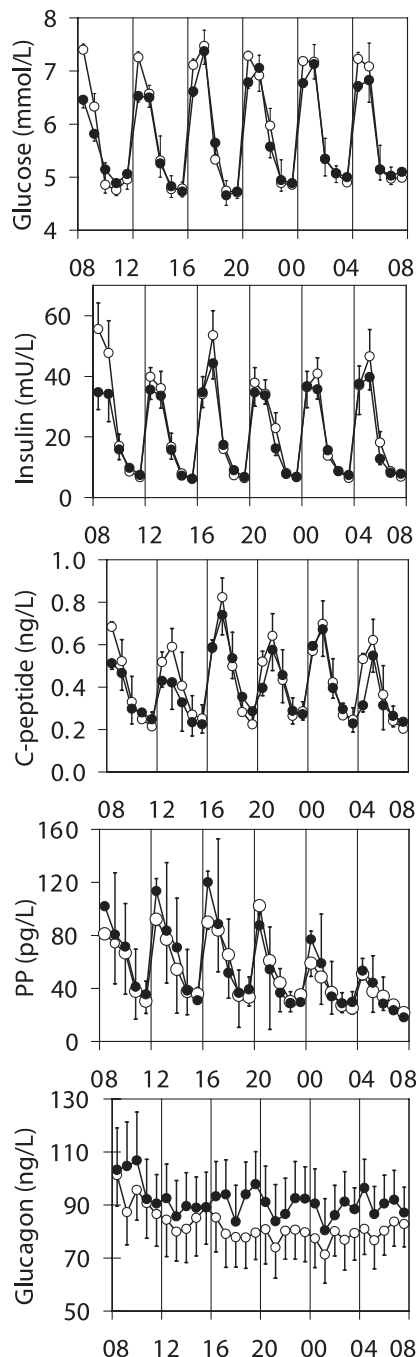 Glucose (mmol/L)
8
7
6
5
4
08 12 16 20 00 04 08
Insulin (mU/L)
60
40
20
0
08 12 16 20 00 04 08
C-peptide (ng/L)
1.0
0.8
0.6
0.4
0.2
0.0
08 12 16 20 00 04 08
PP (pg/L)
160
120
80
40
0
08 12 16 20 00 04 08
Glucagon (ng/L)
130
110
90
70
50
08 12 16 20 00 04 08